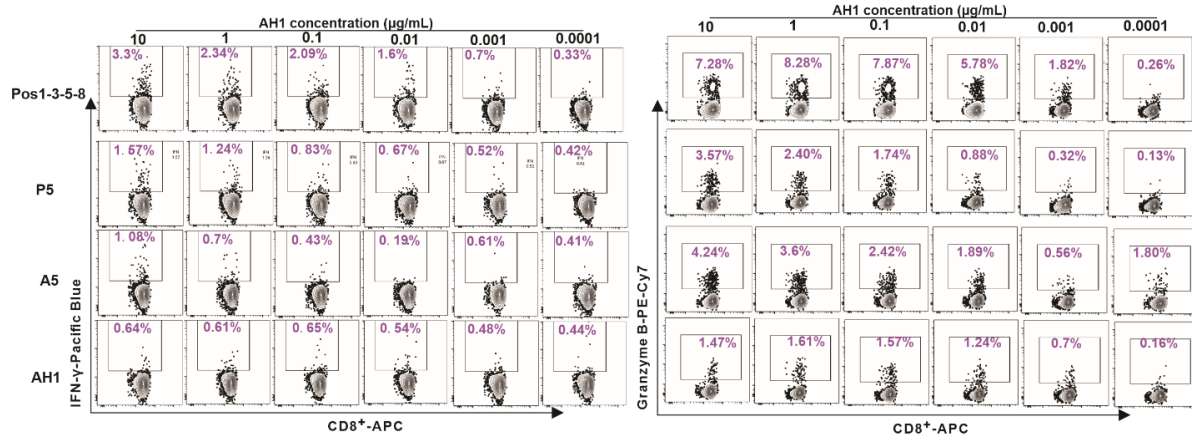 AH1 concentration (µg/mL)
10 1 0.1 0.01 0.001 0.0001
Pos1-3-5-8
3.3% 2.34% 2.09% 1.6% 0.7% 0.33%
P5
1.57% 1.24% 0.83% 0.67% 0.52% 0.42%
A5
1.08% 0.7% 0.43% 0.19% 0.61% 0.41%
AH1
0.64% 0.61% 0.65% 0.54% 0.48% 0.44%
IFN-γ-Pacific Blue
CD8⁺-APC
AH1 concentration (µg/mL)
10 1 0.1 0.01 0.001 0.0001
7.28% 8.28% 7.87% 5.78% 1.82% 0.26%
3.57% 2.40% 1.74% 0.88% 0.32% 0.13%
4.24% 3.6% 2.42% 1.89% 0.56% 1.80%
1.47% 1.61% 1.57% 1.24% 0.7% 0.16%
Granzyme B-PE-Cy7
CD8⁺-APC